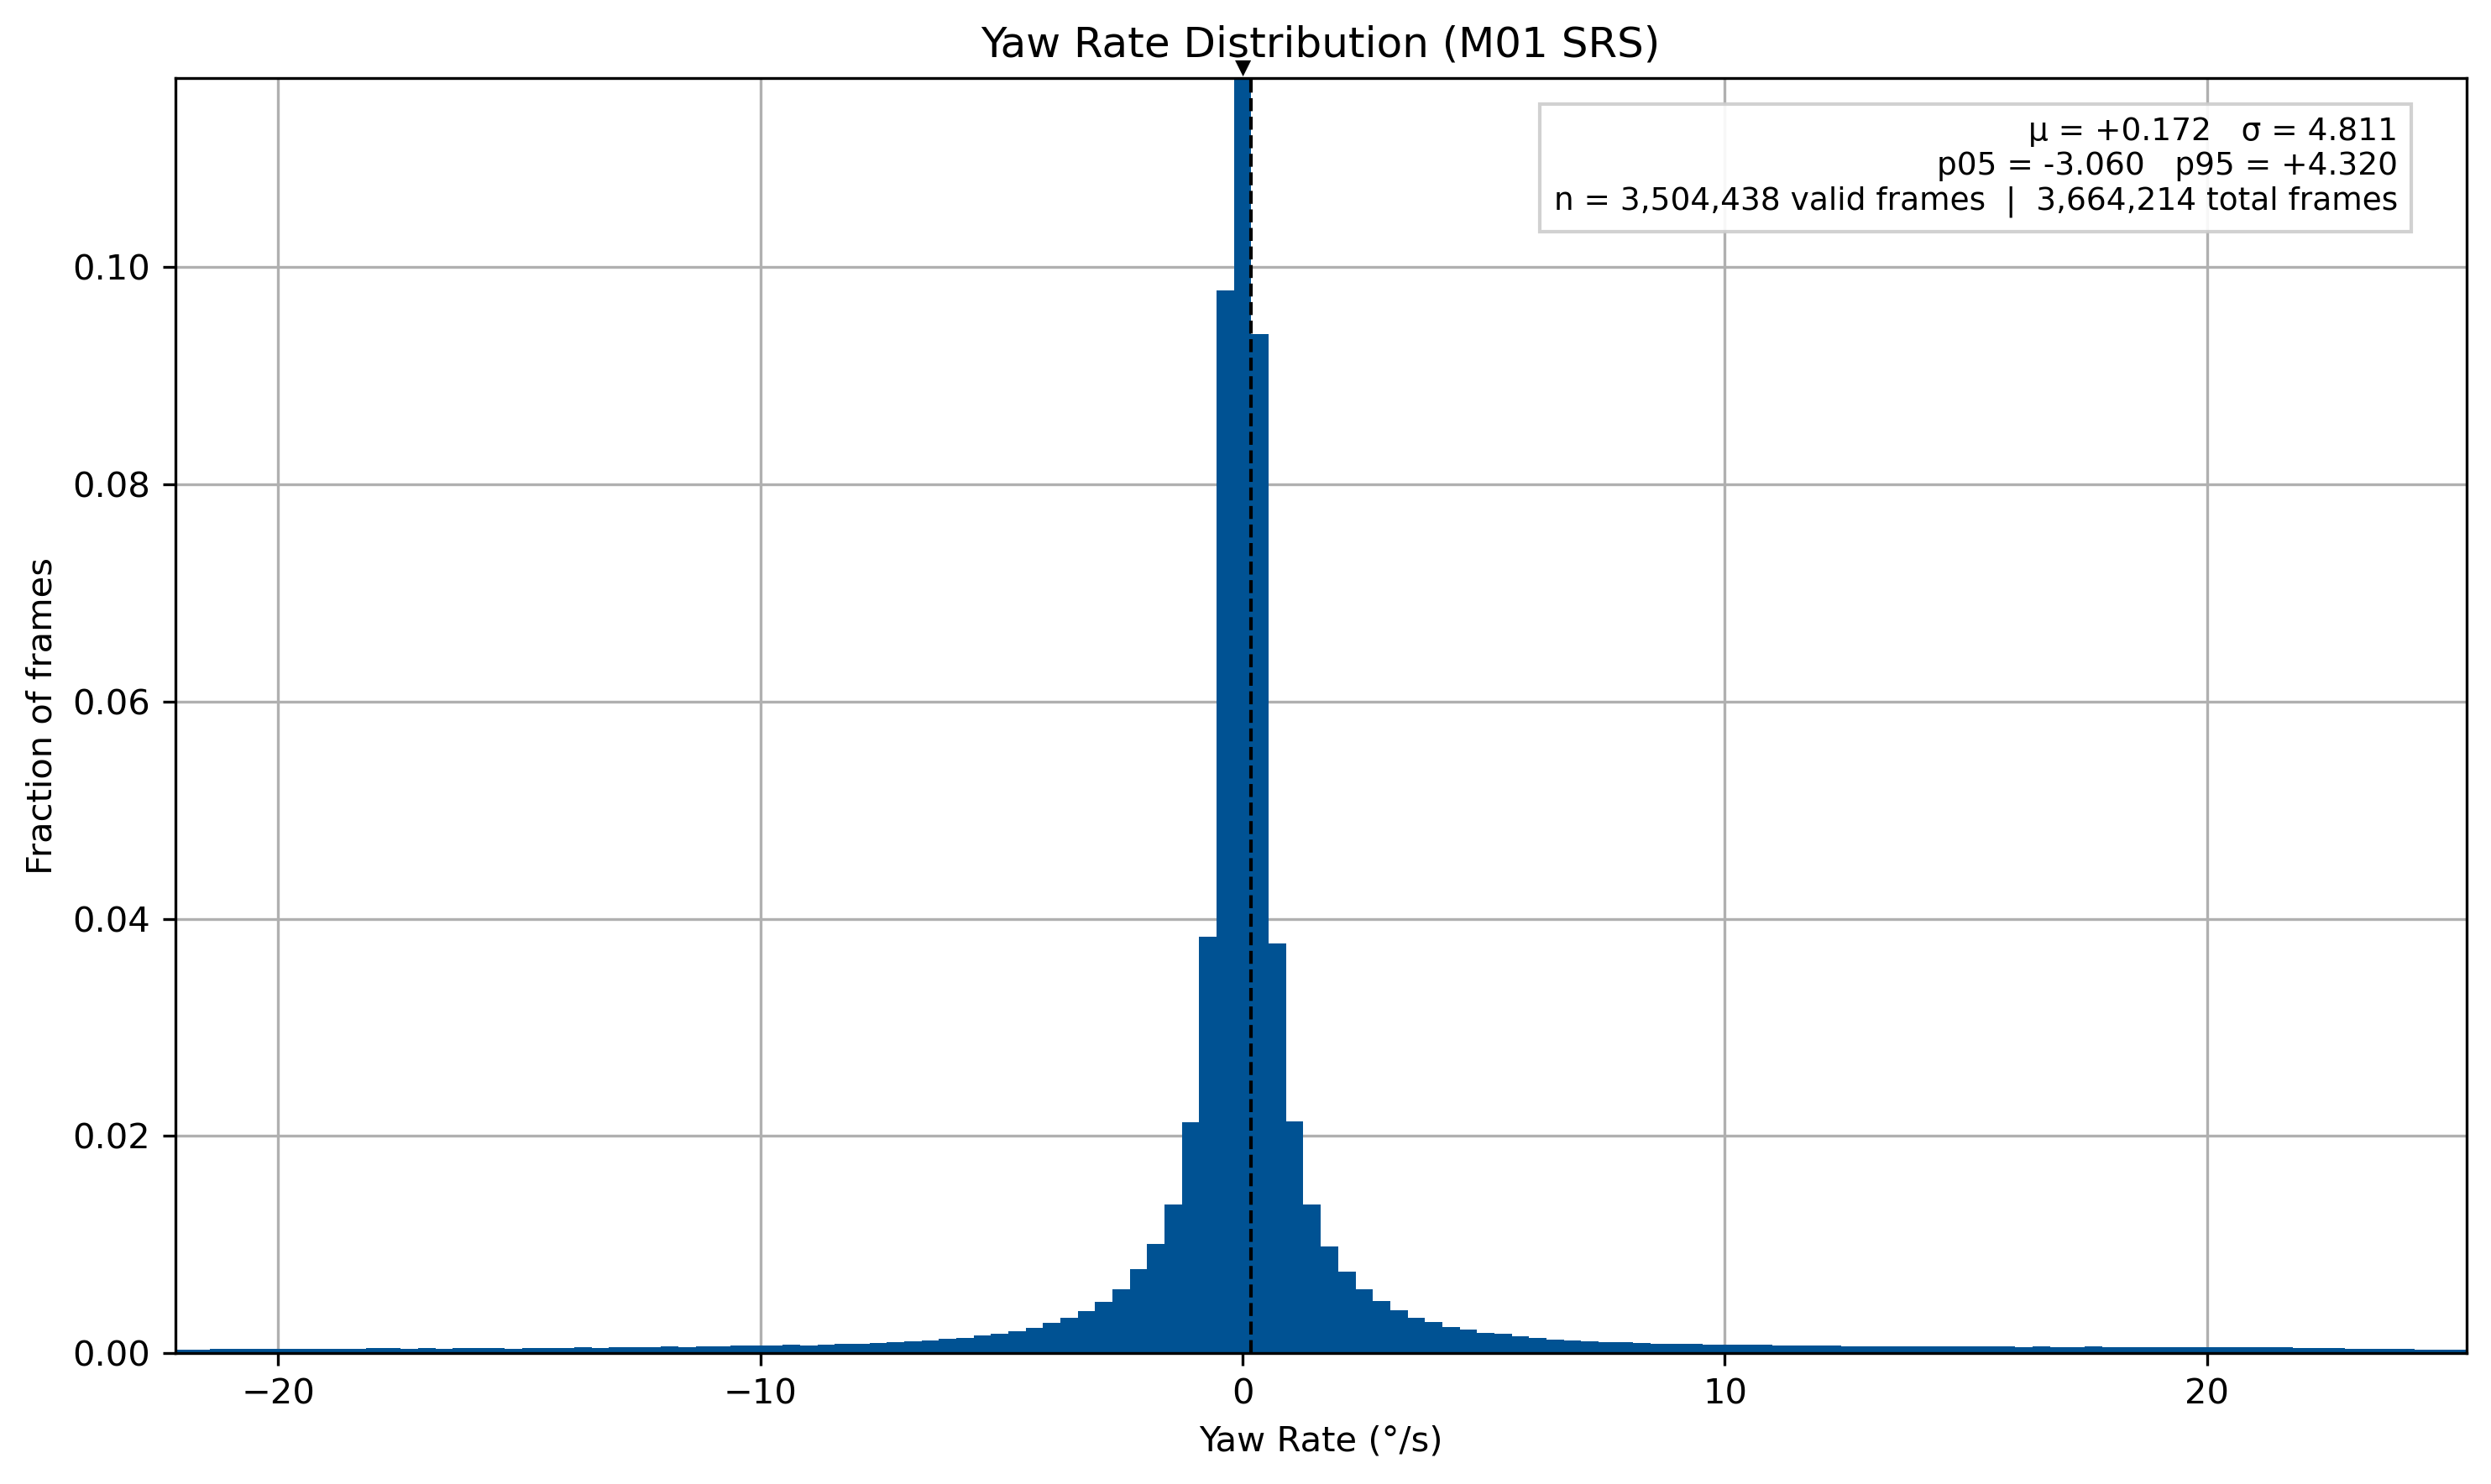 Yaw Rate Distribution (M01 SRS)
μ = +0.172   σ = 4.811
p05 = -3.060   p95 = +4.320
n = 3,504,438 valid frames  |  3,664,214 total frames
Fraction of frames
0.10
0.08
0.06
0.04
0.02
0.00
−20
−10
0
10
20
Yaw Rate (°/s)